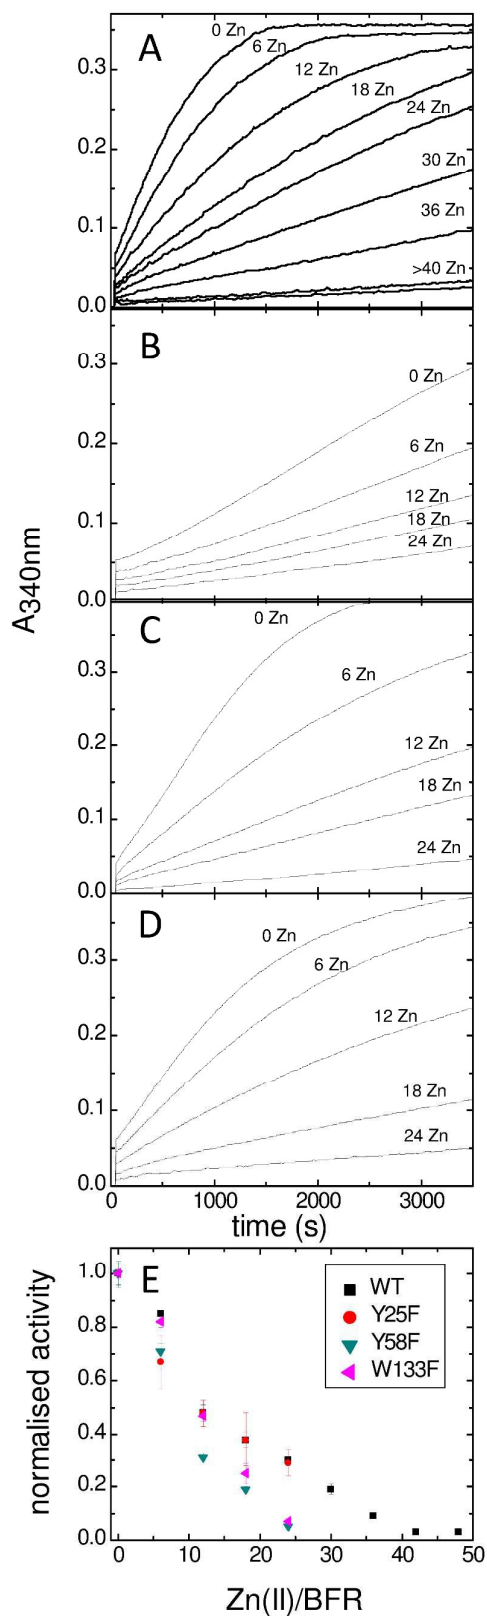 A
0 Zn
6 Zn
12 Zn
18 Zn
24 Zn
30 Zn
36 Zn
>40 Zn
0.3
0.2
0.1
0.0
B
0 Zn
6 Zn
12 Zn
18 Zn
24 Zn
0.3
0.2
0.1
0.0
A340nm
C
0 Zn
6 Zn
12 Zn
18 Zn
24 Zn
0.3
0.2
0.1
0.0
D
0 Zn
6 Zn
12 Zn
18 Zn
24 Zn
0.3
0.2
0.1
0.0
0 1000 2000 3000
time (s)
E
WT
Y25F
Y58F
W133F
normalised activity
1.0
0.8
0.6
0.4
0.2
0.0
0 10 20 30 40 50
Zn(II)/BFR